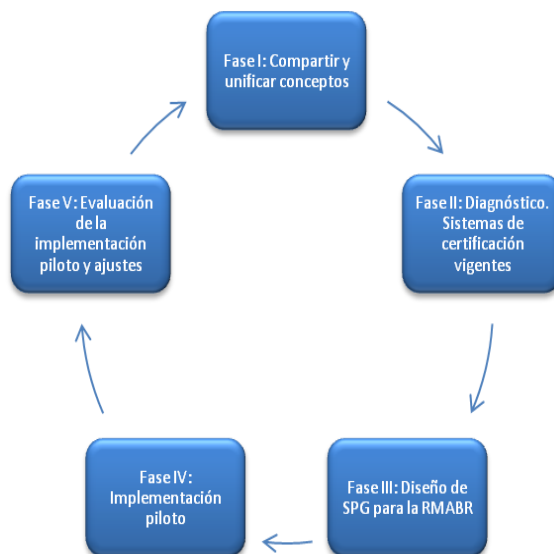 Fase I: Compartir y
unificar conceptos
Fase II: Diagnóstico.
Sistemas de
certificación
vigentes
Fase III: Diseño de
SPG para la RMABR
Fase IV:
Implementación
piloto
Fase V: Evaluación
de la
implementación
piloto y ajustes